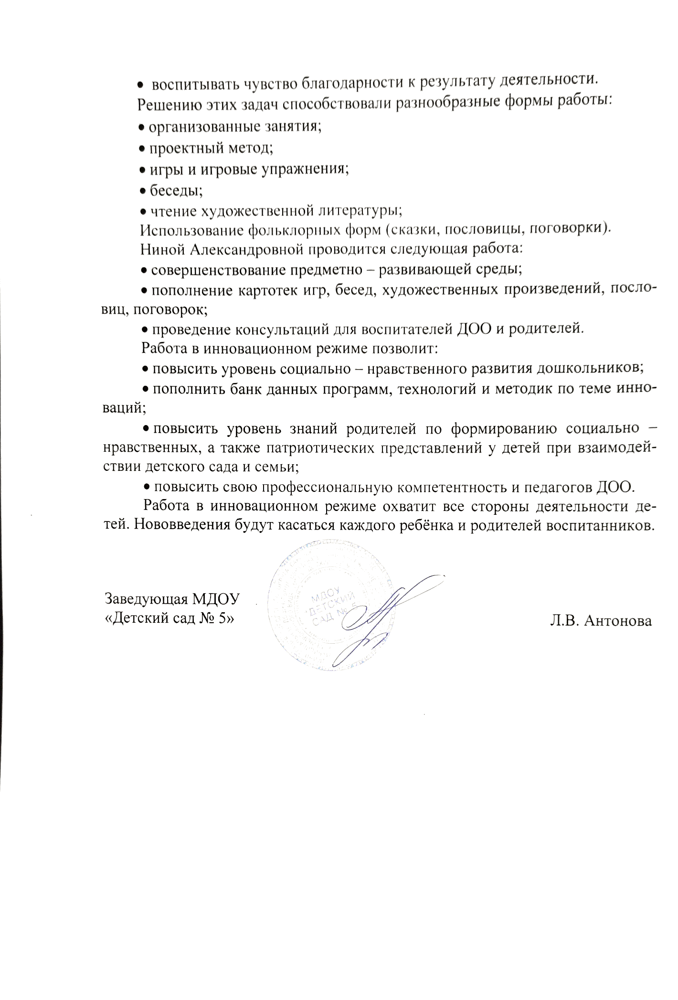 • воспитывать чувство благодарности к результату деятельности.
Решению этих задач способствовали разнообразные формы работы:
• организованные занятия;
• проектный метод;
• игры и игровые упражнения;
• беседы;
• чтение художественной литературы;
Использование фольклорных форм (сказки, пословицы, поговорки).
Ниной Александровной проводится следующая работа:
• совершенствование предметно – развивающей среды;
• пополнение картотек игр, бесед, художественных произведений, посло-
виц, поговорок;
• проведение консультаций для воспитателей ДОО и родителей.
Работа в инновационном режиме позволит:
• повысить уровень социально – нравственного развития дошкольников;
• пополнить банк данных программ, технологий и методик по теме инно-
ваций;
• повысить уровень знаний родителей по формированию социально –
нравственных, а также патриотических представлений у детей при взаимодей-
ствии детского сада и семьи;
• повысить свою профессиональную компетентность и педагогов ДОО.
Работа в инновационном режиме охватит все стороны деятельности де-
тей. Нововведения будут касаться каждого ребёнка и родителей воспитанников.
Заведующая МДОУ
«Детский сад № 5»
МДОУ
"ДЕТСКИЙ
САД № 5
Л.В. Антонова